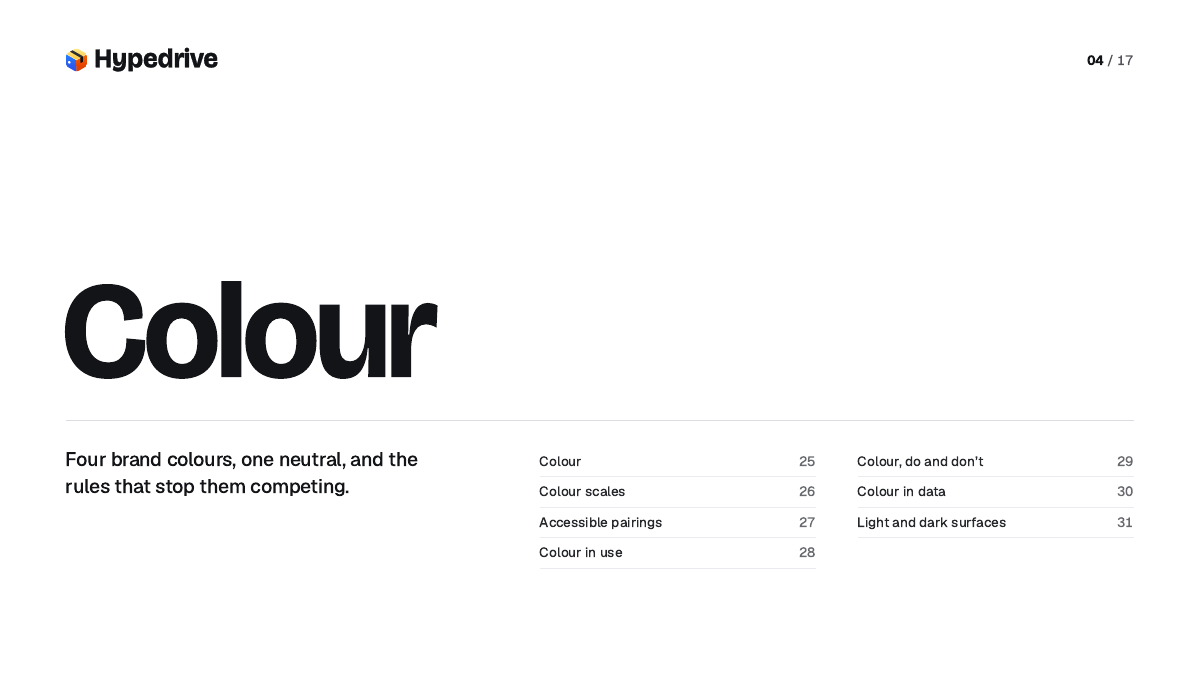 Hypedrive
04 / 17
Colour
Four brand colours, one neutral, and the
rules that stop them competing.
Colour 25
Colour scales 26
Accessible pairings 27
Colour in use 28
Colour, do and don't 29
Colour in data 30
Light and dark surfaces 31